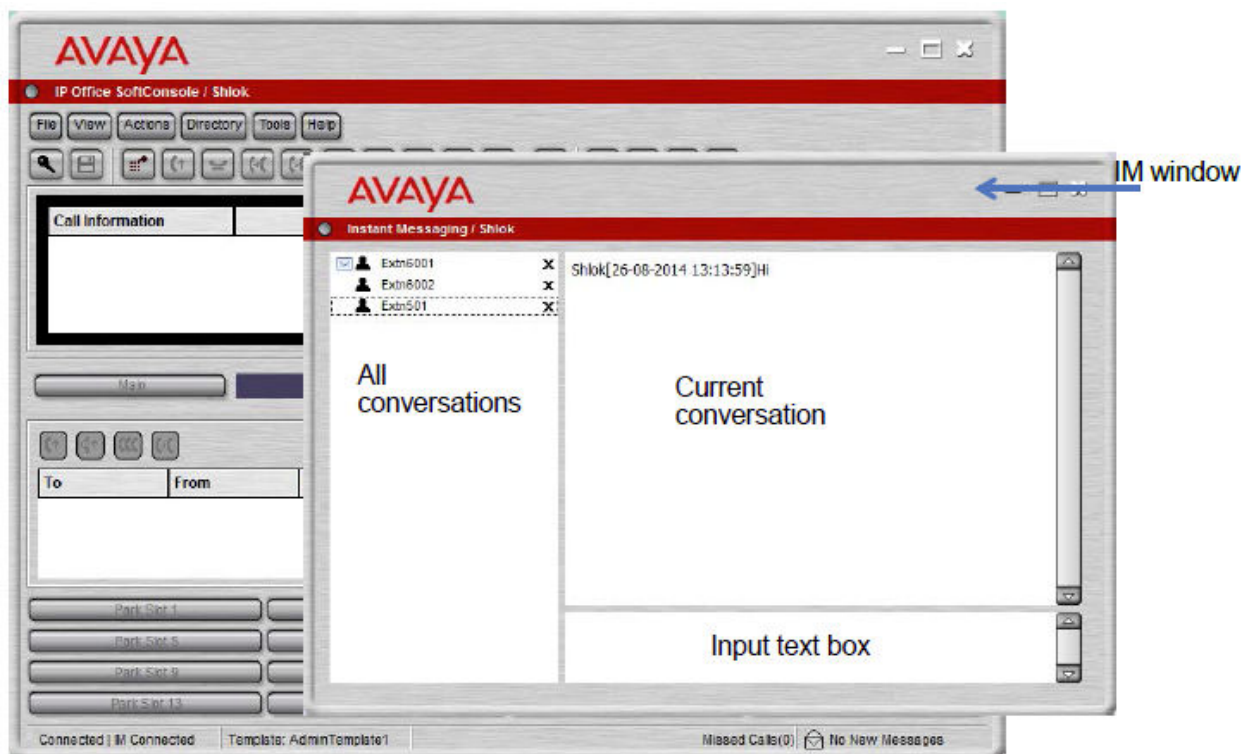 AVAYA
IP Office SoftConsole / Shlok
File View Actions Directory Tools Help
IM window
AVAYA
Call Information
Instant Messaging / Shlok
Extn6001
Extn6002
Extn501
Shlok[26-08-2014 13:13:59]Hi
All
conversations
Current
conversation
Main
To From
Input text box
Park Slot 1
Park Slot 5
Park Slot 9
Park Slot 13
Connected | IM Connected Template: AdminTemplate1 Missed Calls(0) No New Messages